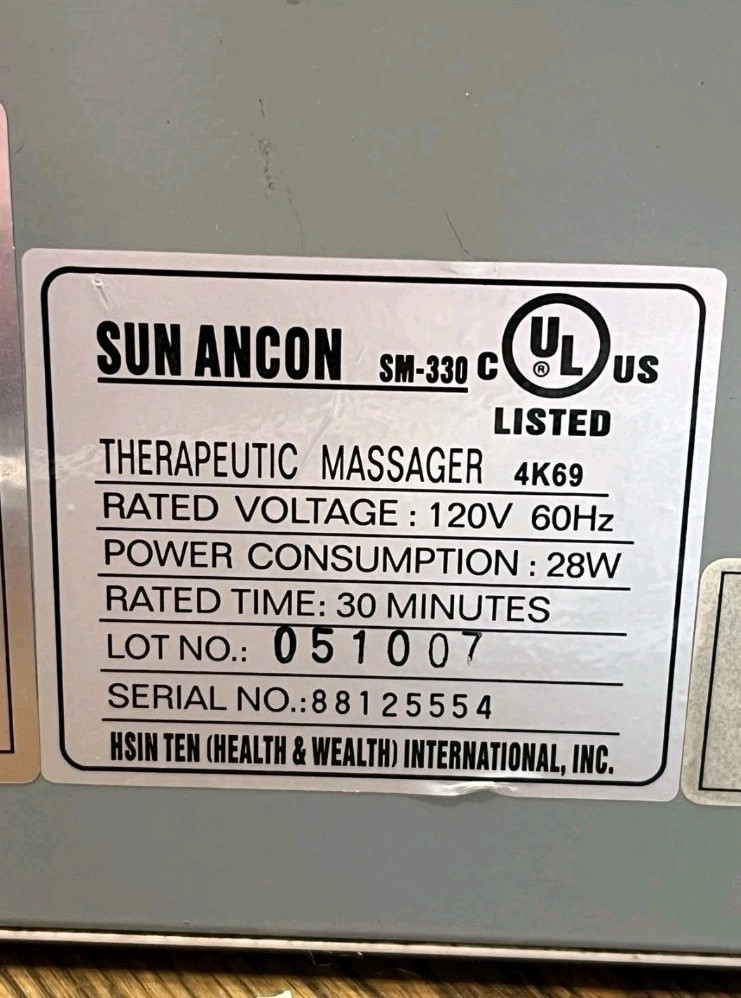 SUN ANCON SM-330 C UL® US
LISTED
THERAPEUTIC MASSAGER 4K69
RATED VOLTAGE : 120V 60Hz
POWER CONSUMPTION : 28W
RATED TIME: 30 MINUTES
LOT NO.: 051007
SERIAL NO.:88125554
HSIN TEN (HEALTH & WEALTH) INTERNATIONAL, INC.